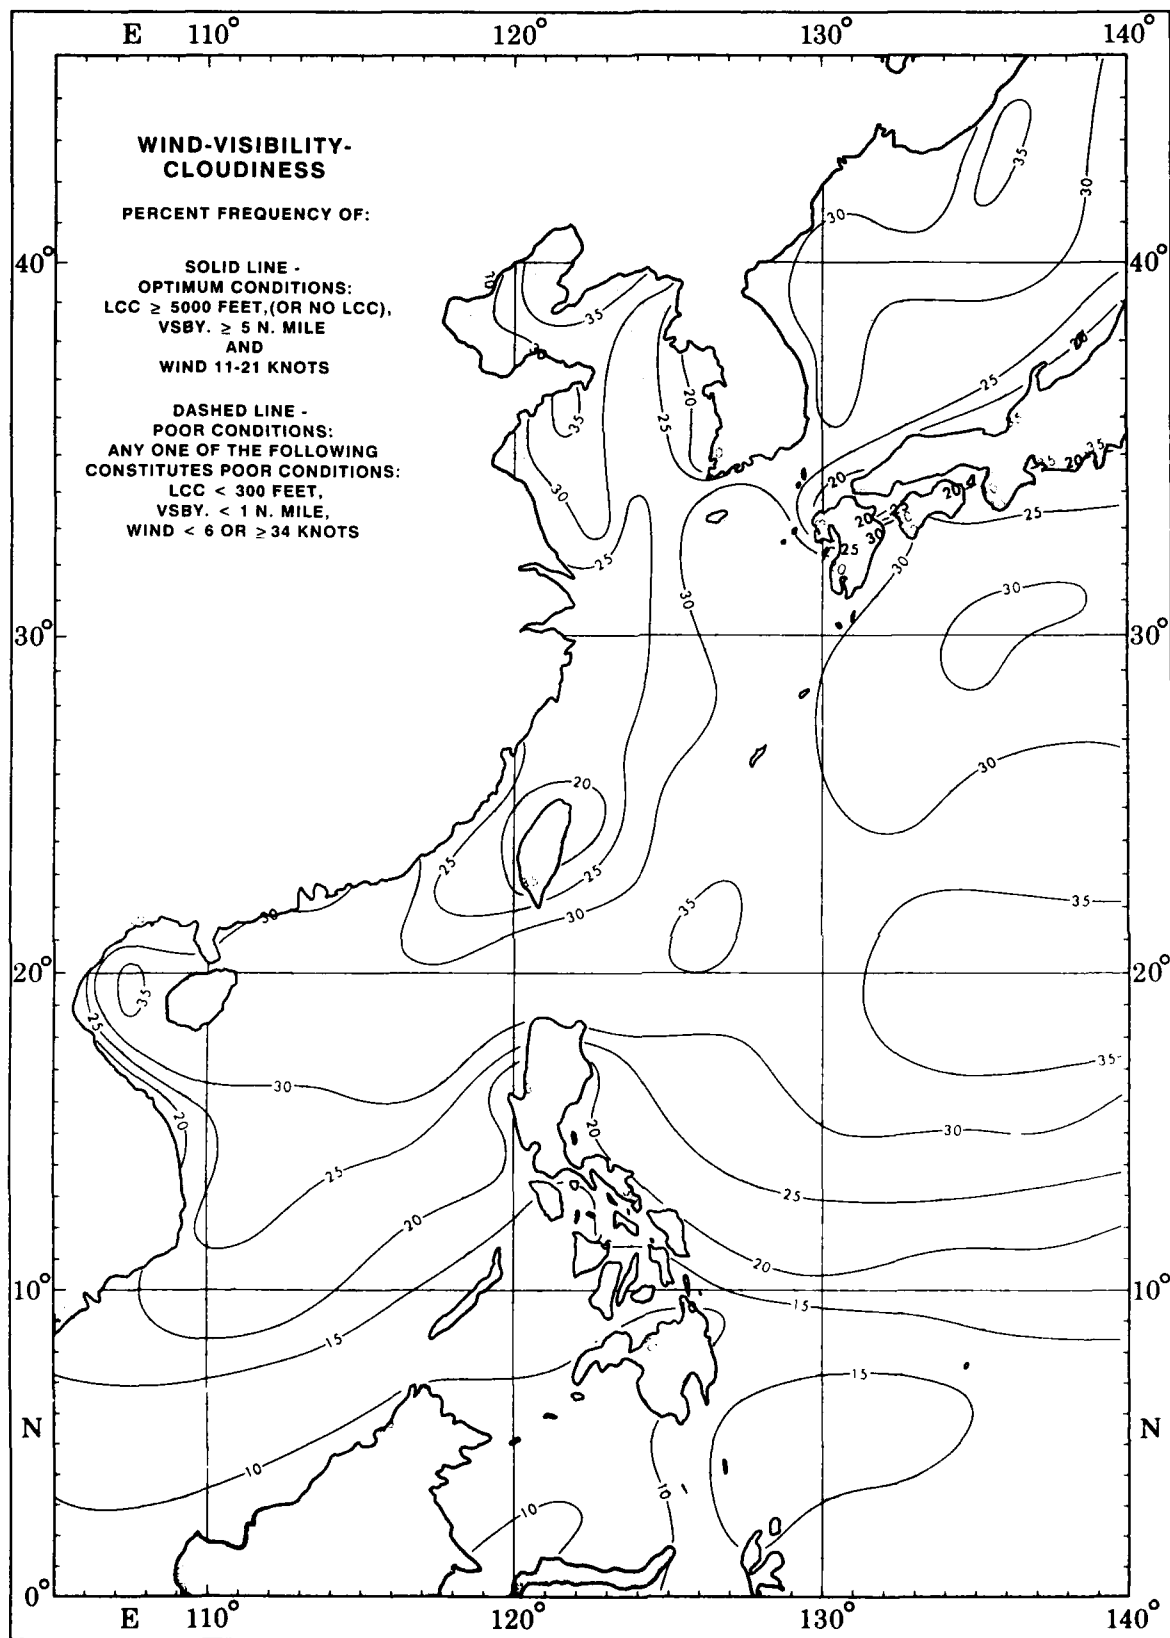 E 110° 120° 130° 140°
WIND-VISIBILITY-
CLOUDINESS
PERCENT FREQUENCY OF:
SOLID LINE -
OPTIMUM CONDITIONS:
LCC ≥ 5000 FEET,(OR NO LCC),
VSBY. ≥ 5 N. MILE
AND
WIND 11-21 KNOTS
DASHED LINE -
POOR CONDITIONS:
ANY ONE OF THE FOLLOWING
CONSTITUTES POOR CONDITIONS:
LCC < 300 FEET,
VSBY. < 1 N. MILE,
WIND < 6 OR ≥ 34 KNOTS
35
30
30
40° 40°
35
30
25
20
25
35
30
20
20
25
25
30
25
30
30
30
30° 30°
30
20
25
25
30
30
35
35
20° 20°
35
25
35
30
30
20
20
25
25
20
20
10° 10°
15
15
15
N N
10
10
10
0° 0°
E 110° 120° 130° 140°